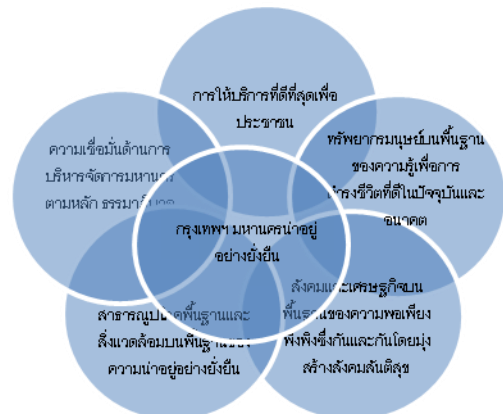 การให้บริการที่ดีที่สุดเพื่อ
ประชาชน
ทรัพยากรมนุษย์บนพื้นฐาน
ของความรู้เพื่อการ
ดำรงชีวิตที่ดีในปัจจุบันและ
อนาคต
ความเชื่อมั่นด้านการ
บริหารจัดการมหานคร
ตามหลัก ธรรมาภิบาล
กรุงเทพฯ มหานครน่าอยู่
อย่างยั่งยืน
สังคมและเศรษฐกิจบน
พื้นฐานของความพอเพียง
พึ่งพิงซึ่งกันและกันโดยมุ่ง
สร้างสังคมสันติสุข
สาธารณูปโภคพื้นฐานและ
สิ่งแวดล้อมบนพื้นฐานของ
ความน่าอยู่อย่างยั่งยืน